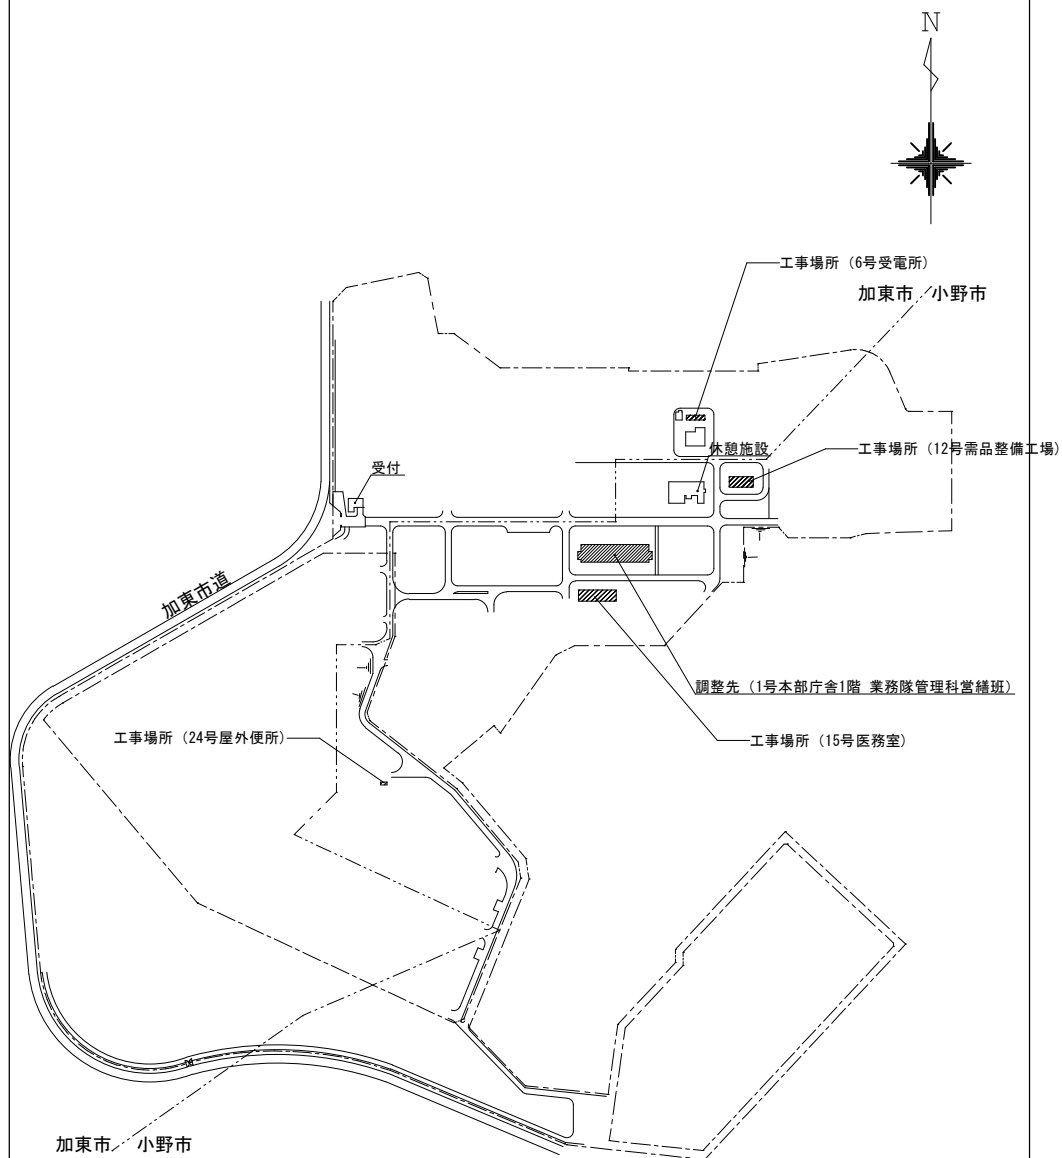 N
工事場所（6号受電所）
加東市 小野市
休憩施設
工事場所（12号需品整備工場）
受付
加東市道
調整先（1号本部庁舎1階 業務隊管理科営繕班）
工事場所（24号屋外便所）
工事場所（15号医務室）
加東市 小野市